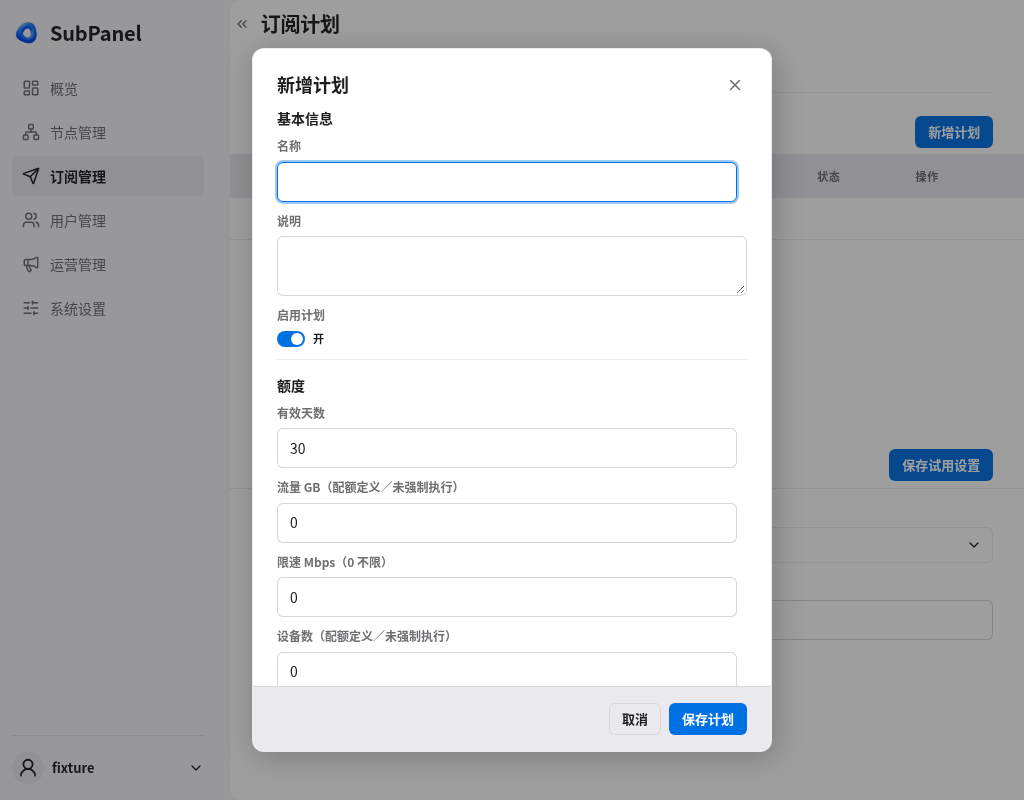 SubPanel
概览
节点管理
订阅管理
用户管理
运营管理
系统设置
fixture
«
订阅计划
新增计划
状态
操作
保存试用设置
新增计划
基本信息
名称
说明
启用计划
开
额度
有效天数
30
流量 GB（配额定义／未强制执行）
0
限速 Mbps（0 不限）
0
设备数（配额定义／未强制执行）
0
取消
保存计划